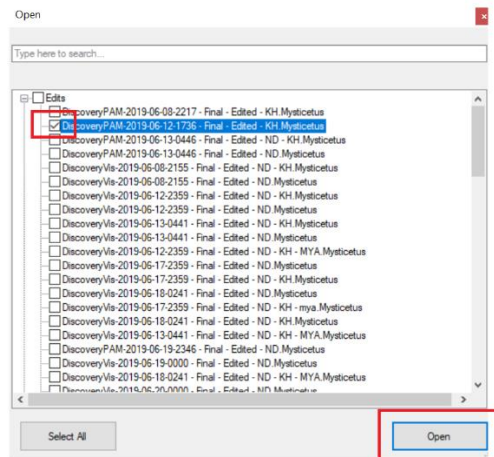 Open
x
Type here to search...
Edits
DiscoveryPAM-2019-06-08-2217 - Final - Edited - KH.Mysticetus
DiscoveryPAM-2019-06-12-1736 - Final - Edited - KH.Mysticetus
DiscoveryPAM-2019-06-13-0446 - Final - Edited - ND - KH.Mysticetus
DiscoveryPAM-2019-06-13-0446 - Final - Edited - ND.Mysticetus
DiscoveryVis-2019-06-08-2155 - Final - Edited - ND - KH.Mysticetus
DiscoveryVis-2019-06-08-2155 - Final - Edited - ND.Mysticetus
DiscoveryVis-2019-06-12-2359 - Final - Edited - ND - KH.Mysticetus
DiscoveryVis-2019-06-12-2359 - Final - Edited - ND.Mysticetus
DiscoveryVis-2019-06-13-0441 - Final - Edited - ND - KH.Mysticetus
DiscoveryVis-2019-06-13-0441 - Final - Edited - ND.Mysticetus
DiscoveryVis-2019-06-12-2359 - Final - Edited - ND - KH - MYA.Mysticetus
DiscoveryVis-2019-06-17-2359 - Final - Edited - ND.Mysticetus
DiscoveryVis-2019-06-17-2359 - Final - Edited - ND - KH.Mysticetus
DiscoveryVis-2019-06-18-0241 - Final - Edited - ND.Mysticetus
DiscoveryVis-2019-06-17-2359 - Final - Edited - ND - KH - mya.Mysticetus
DiscoveryVis-2019-06-18-0241 - Final - Edited - ND - KH.Mysticetus
DiscoveryVis-2019-06-13-0441 - Final - Edited - ND - KH - MYA.Mysticetus
DiscoveryPAM-2019-06-19-2346 - Final - Edited - ND.Mysticetus
DiscoveryVis-2019-06-19-0000 - Final - Edited - ND.Mysticetus
DiscoveryVis-2019-06-18-0241 - Final - Edited - ND - KH - MYA.Mysticetus
DiscoveryVis-2019-06-20-0000 - Final - Edited - ND.Mysticetus
Select All
Open